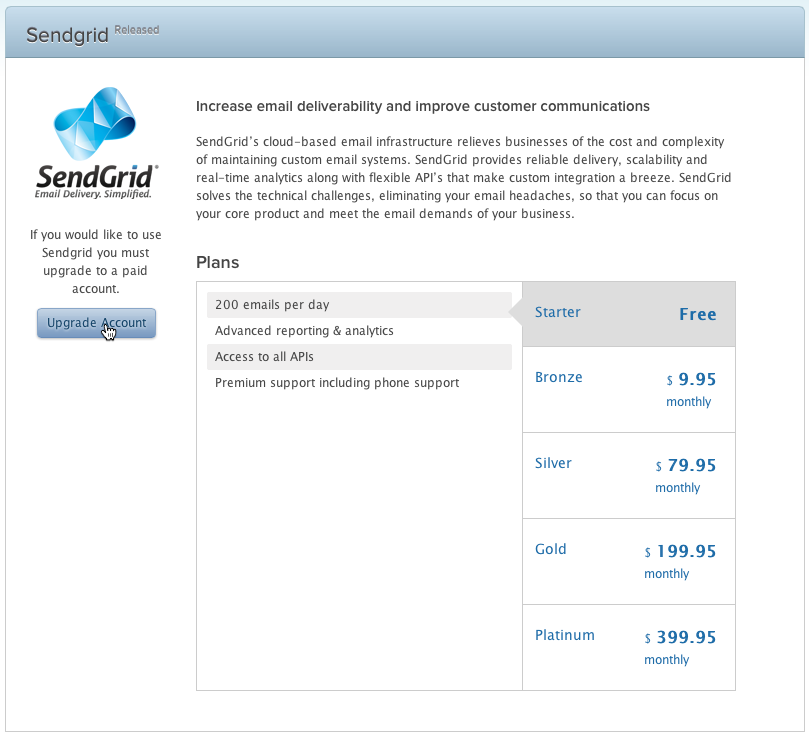 Sendgrid Released
SendGrid®
Email Delivery. Simplified.
If you would like to use
Sendgrid you must
upgrade to a paid
account.
Upgrade Account
Increase email deliverability and improve customer communications
SendGrid's cloud-based email infrastructure relieves businesses of the cost and complexity
of maintaining custom email systems. SendGrid provides reliable delivery, scalability and
real-time analytics along with flexible API's that make custom integration a breeze. SendGrid
solves the technical challenges, eliminating your email headaches, so that you can focus on
your core product and meet the email demands of your business.
Plans
200 emails per day
Advanced reporting & analytics
Access to all APIs
Premium support including phone support
Starter Free
Bronze $ 9.95
monthly
Silver $ 79.95
monthly
Gold $ 199.95
monthly
Platinum $ 399.95
monthly